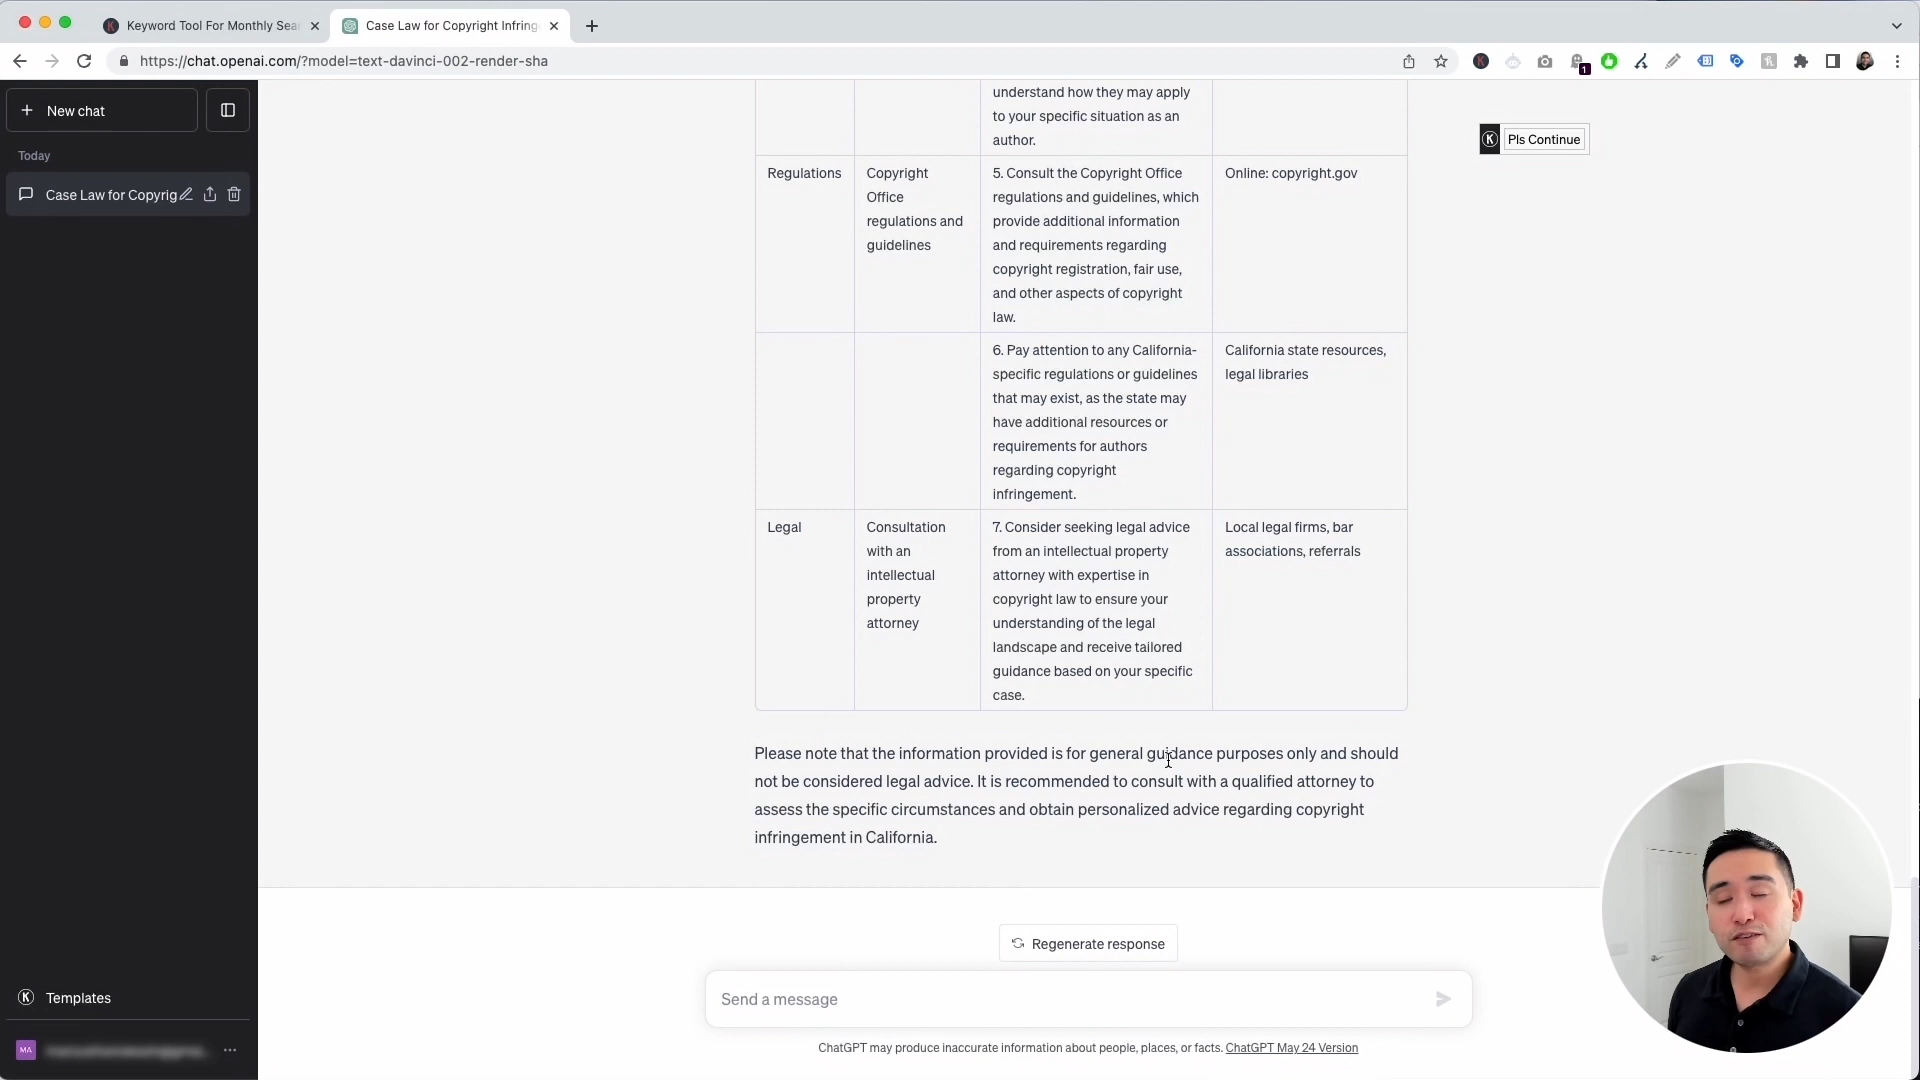 Keyword Tool For Monthly Sea
Case Law for Copyright Infring
https://chat.openai.com/?model=text-davinci-002-render-sha
1
New chat
Today
Case Law for Copyrig
Templates
MA
understand how they may apply
to your specific situation as an
author.
Regulations
Copyright
Office
regulations and
guidelines
5. Consult the Copyright Office
regulations and guidelines, which
provide additional information
and requirements regarding
copyright registration, fair use,
and other aspects of copyright
law.
Online: copyright.gov
6. Pay attention to any California-
specific regulations or guidelines
that may exist, as the state may
have additional resources or
requirements for authors
regarding copyright
infringement.
California state resources,
legal libraries
Legal
Consultation
with an
intellectual
property
attorney
7. Consider seeking legal advice
from an intellectual property
attorney with expertise in
copyright law to ensure your
understanding of the legal
landscape and receive tailored
guidance based on your specific
case.
Local legal firms, bar
associations, referrals
K Pls Continue
Please note that the information provided is for general guidance purposes only and should
not be considered legal advice. It is recommended to consult with a qualified attorney to
assess the specific circumstances and obtain personalized advice regarding copyright
infringement in California.
Regenerate response
Send a message
ChatGPT may produce inaccurate information about people, places, or facts. ChatGPT May 24 Version